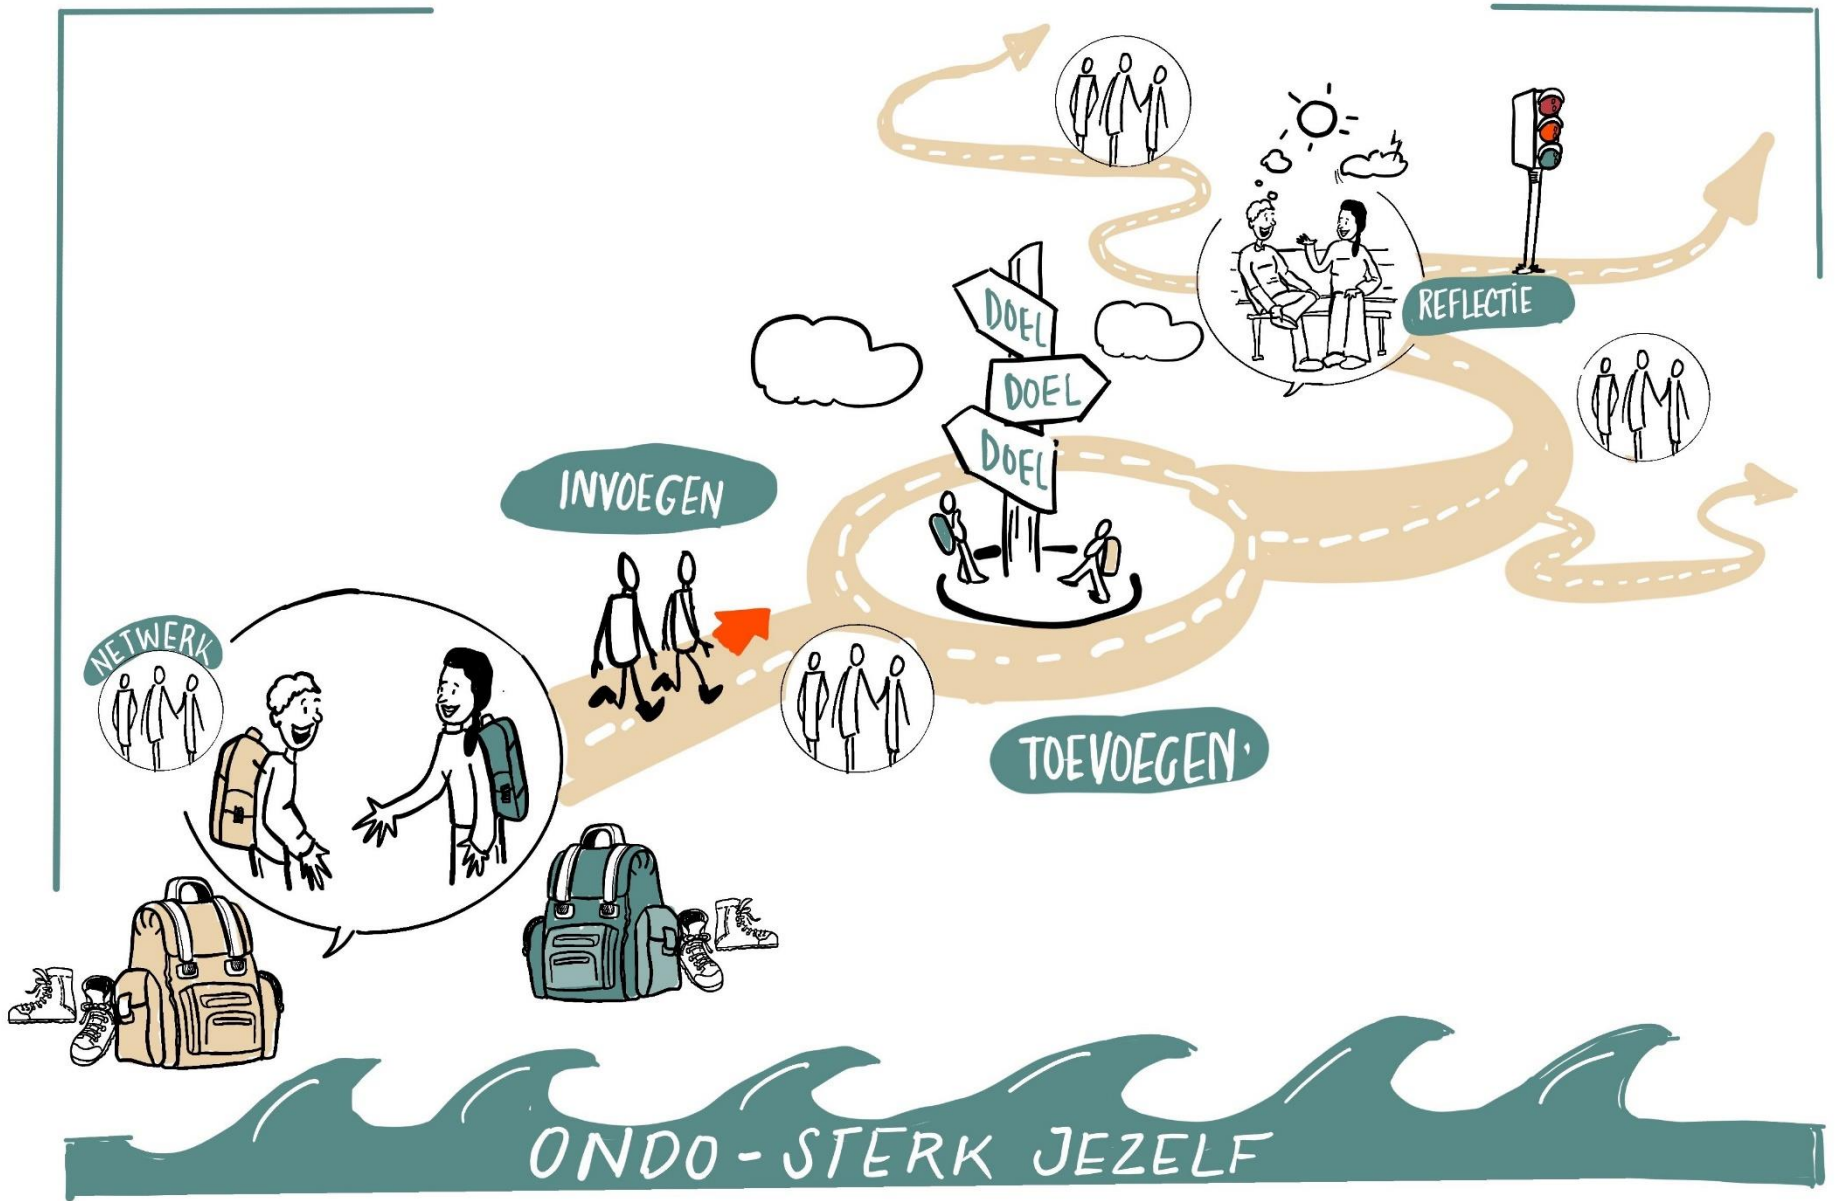 REFLECTIE
DOEL
DOEL
DOEL
INVOEGEN
NETWERK
TOEVOEGEN
ONDO - STERK JEZELF